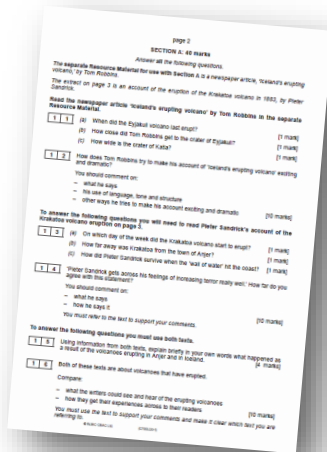 page 2
SECTION A: 40 marks
Answer all the following questions.
The separate Resource Material for use with Section A is a newspaper article, 'Iceland's erupting
volcano,' by Tom Robbins.
The extract on page 3 is an account of the eruption of the Krakatoa volcano in 1883, by Pieter
Sandrick.
Read the newspaper article 'Iceland's erupting volcano' by Tom Robbins in the separate
Resource Material.
1 1 (a) When did the Eyjakull volcano last erupt? [1 mark]
(b) How close did Tom Robbins get to the crater of Eyjakull? [1 mark]
(c) How wide is the crater of Katla? [1 mark]
1 2 How does Tom Robbins try to make his account of 'Iceland's erupting volcano' exciting
and dramatic?
You should comment on:
– what he says
– his use of language, tone and structure
– other ways he tries to make his account exciting and dramatic [10 marks]
To answer the following questions you will need to read Pieter Sandrick's account of the
Krakatoa volcano eruption on page 3.
1 3 (a) On which day of the week did the Krakatoa volcano start to erupt? [1 mark]
(b) How far away was Krakatoa from the town of Anjer? [1 mark]
(c) How did Pieter Sandrick survive when the 'wall of water' hit the coast? [1 mark]
1 4 'Pieter Sandrick gets across his feelings of increasing terror really well.' How far do you
agree with this statement?
You should comment on:
– what he says
– how he says it
You must refer to the text to support your comments. [10 marks]
To answer the following questions you must use both texts.
1 5 Using information from both texts, explain briefly in your own words what happened as
a result of the volcanoes erupting in Anjer and in Iceland. [4 marks]
1 6 Both of these texts are about volcanoes that have erupted.
Compare:
– what the writers could see and hear of the erupting volcanoes
– how they get their experiences across to their readers [10 marks]
You must use the text to support your comments and make it clear which text you are
referring to.